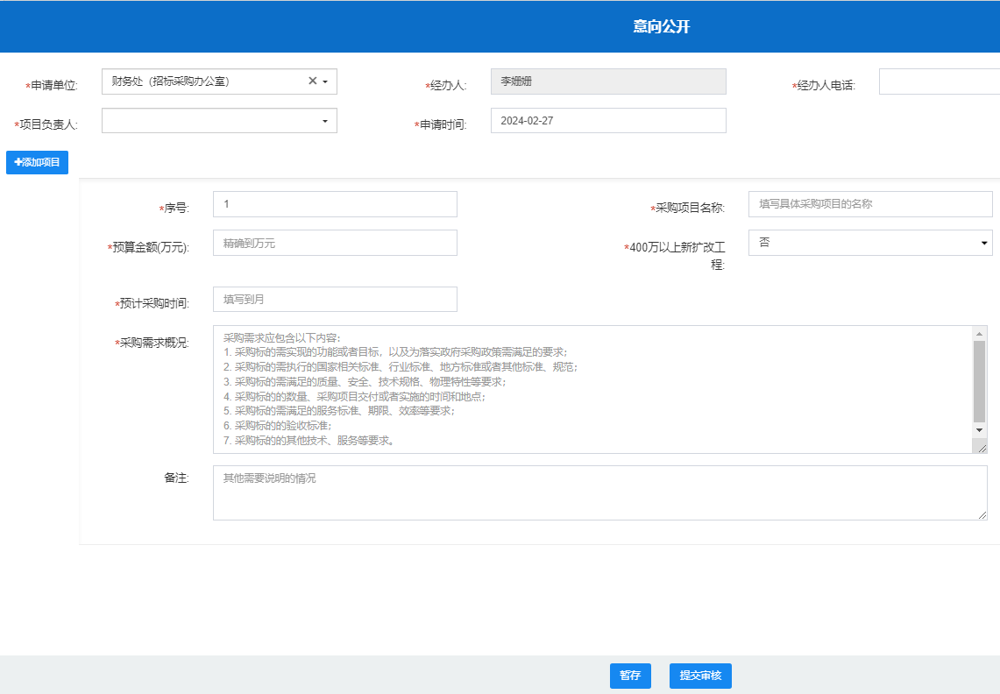 意向公开
*申请单位:
财务处（招标采购办公室）
*经办人:
李姗姗
*经办人电话:
*项目负责人:
*申请时间:
2024-02-27
+添加项目
*序号:
1
*采购项目名称:
填写具体采购项目的名称
*预算金额(万元):
精确到万元
*400万以上新扩改工
程:
否
*预计采购时间:
填写到月
*采购需求概况:
采购需求应包含以下内容:
1. 采购标的需实现的功能或者目标，以及为落实政府采购政策需满足的要求;
2. 采购标的需执行的国家相关标准、行业标准、地方标准或者其他标准、规范;
3. 采购标的需满足的质量、安全、技术规格、物理特性等要求;
4. 采购标的的数量、采购项目交付或者实施的时间和地点;
5. 采购标的需满足的服务标准、期限、效率等要求;
6. 采购标的的验收标准;
7. 采购标的的其他技术、服务等要求。
备注:
其他需要说明的情况
暂存
提交审核